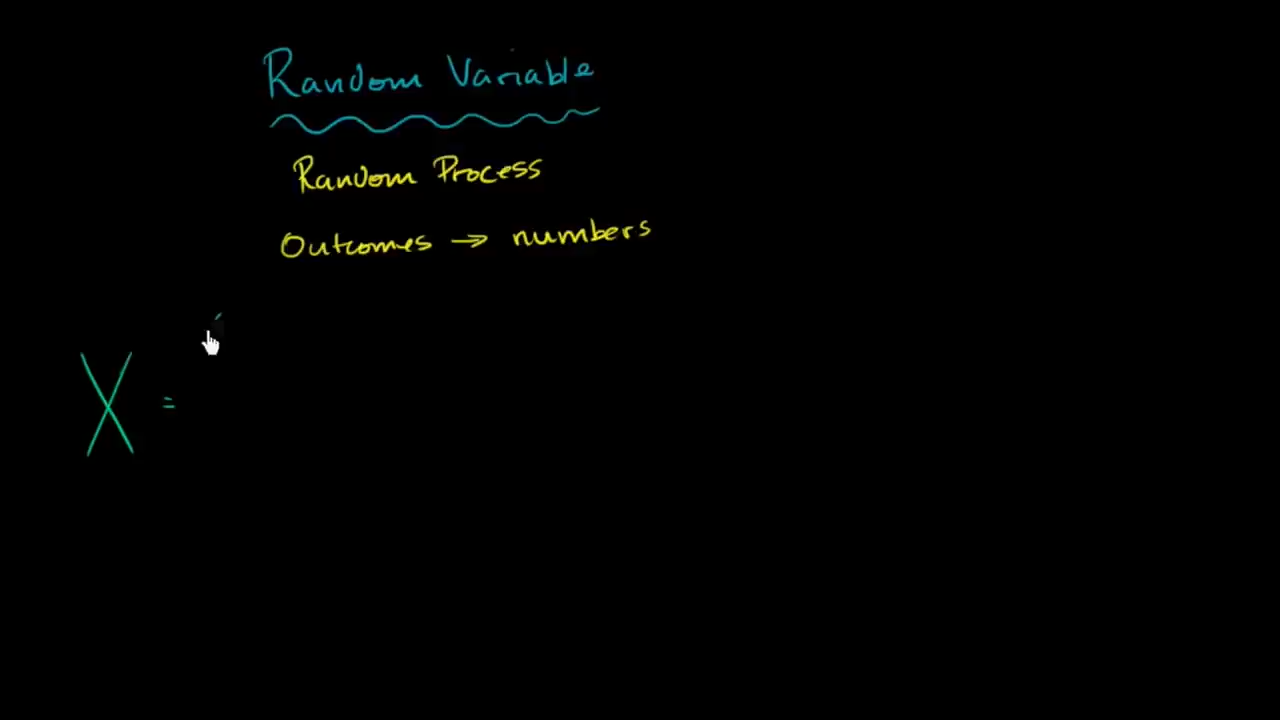 Random Variable
Random Process
Outcomes → numbers
X =